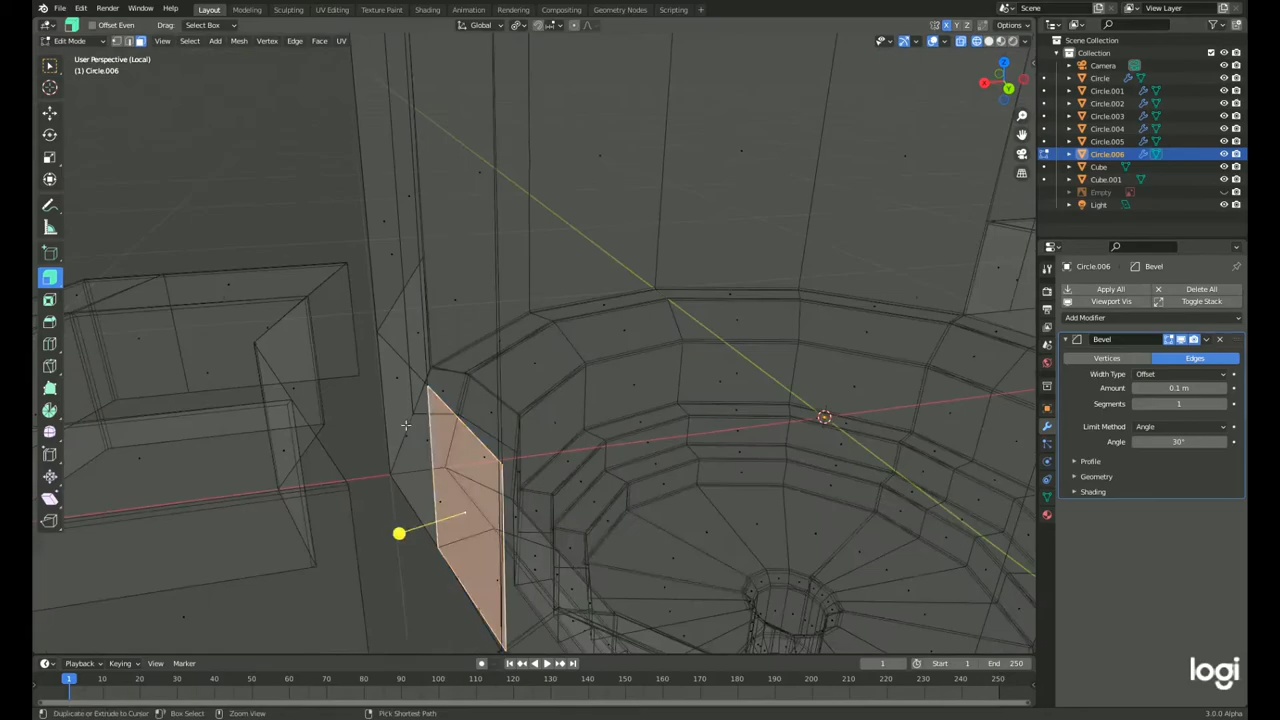 File Edit Render Window Help Layout Modeling Sculpting UV Editing Texture Paint Shading Animation Rendering Compositing Geometry Nodes Scripting + Scene View Layer
Offset Even Drag: Select Box Global X Y Z Options
Edit Mode View Select Add Mesh Vertex Edge Face UV
User Perspective (Local)
(1) Circle.006
Z
X
Y
Scene Collection
Collection
Camera
Circle
Circle.001
Circle.002
Circle.003
Circle.004
Circle.005
Circle.006
Cube
Cube.001
Empty
Light
Circle.006 Bevel
Apply All Delete All
Viewport Vis Toggle Stack
Add Modifier
Bevel
Vertices Edges
Width Type Offset
Amount 0.1 m
Segments 1
Limit Method Angle
Angle 30°
Profile
Geometry
Shading
Playback Keying View Marker 1 Start 1 End 250
1 10 20 30 40 50 60 70 80 90 100 110 120 130 140 150 160 170 180 190 200 210 220 230 240 250
Duplicate or Extrude to Cursor Box Select Zoom View Pick Shortest Path 3.0.0 Alpha
logi